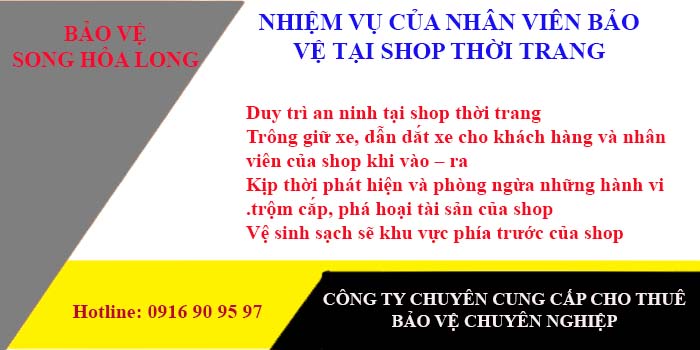 BẢO VỆ
SONG HỎA LONG
NHIỆM VỤ CỦA NHÂN VIÊN BẢO
VỆ TẠI SHOP THỜI TRANG
Duy trì an ninh tại shop thời trang
Trông giữ xe, dẫn dắt xe cho khách hàng và nhân
viên của shop khi vào – ra
Kịp thời phát hiện và phòng ngừa những hành vi
.trộm cắp, phá hoại tài sản của shop
Vệ sinh sạch sẽ khu vực phía trước của shop
Hotline: 0916 90 95 97
CÔNG TY CHUYÊN CUNG CẤP CHO THUÊ
BẢO VỆ CHUYÊN NGHIỆP